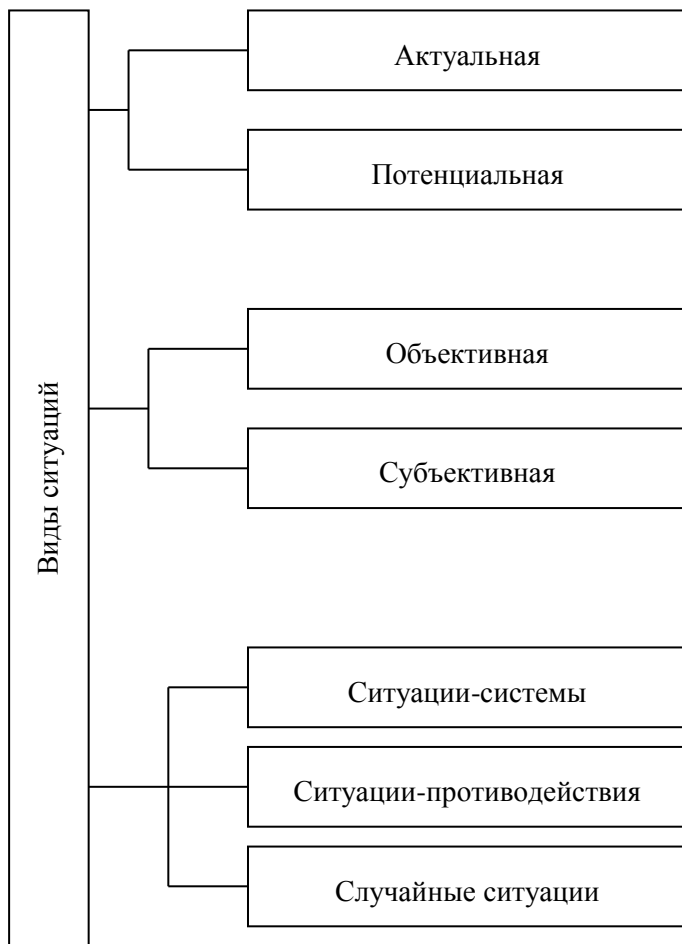 Виды ситуаций
Актуальная
Потенциальная
Объективная
Субъективная
Ситуации-системы
Ситуации-противодействия
Случайные ситуации